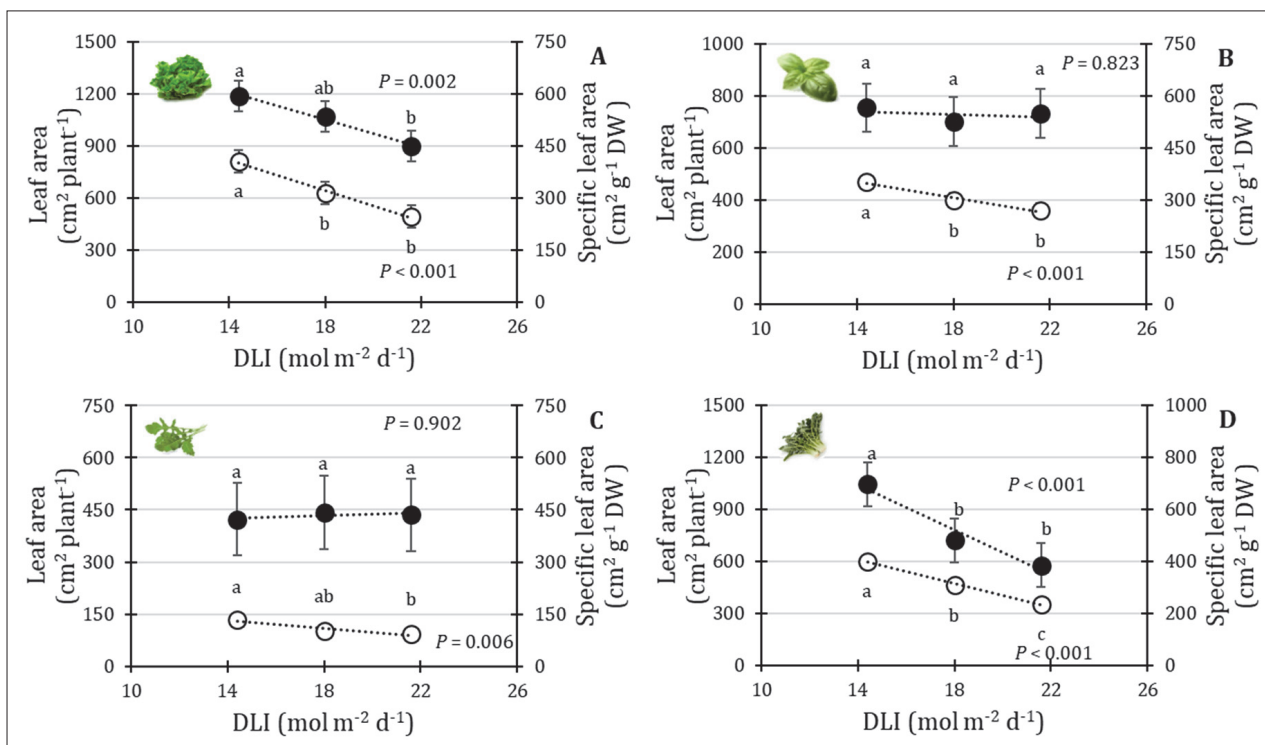 A
1500
1200
900
600
300
0
750
600
450
300
150
0
10
14
18
22
26
a
ab
b
a
b
b
P = 0.002
P < 0.001
Leaf area
(cm² plant⁻¹)
Specific leaf area
(cm² g⁻¹ DW)
DLI (mol m⁻² d⁻¹)
B
1000
800
600
400
200
0
750
600
450
300
150
0
10
14
18
22
26
a
a
a
a
b
b
P = 0.823
P < 0.001
Leaf area
(cm² plant⁻¹)
Specific leaf area
(cm² g⁻¹ DW)
DLI (mol m⁻² d⁻¹)
C
750
600
450
300
150
0
750
600
450
300
150
0
10
14
18
22
26
a
a
a
a
ab
b
P = 0.902
P = 0.006
Leaf area
(cm² plant⁻¹)
Specific leaf area
(cm² g⁻¹ DW)
DLI (mol m⁻² d⁻¹)
D
1500
1200
900
600
300
0
1000
800
600
400
200
0
10
14
18
22
26
a
b
b
a
b
c
P < 0.001
P < 0.001
Leaf area
(cm² plant⁻¹)
Specific leaf area
(cm² g⁻¹ DW)
DLI (mol m⁻² d⁻¹)